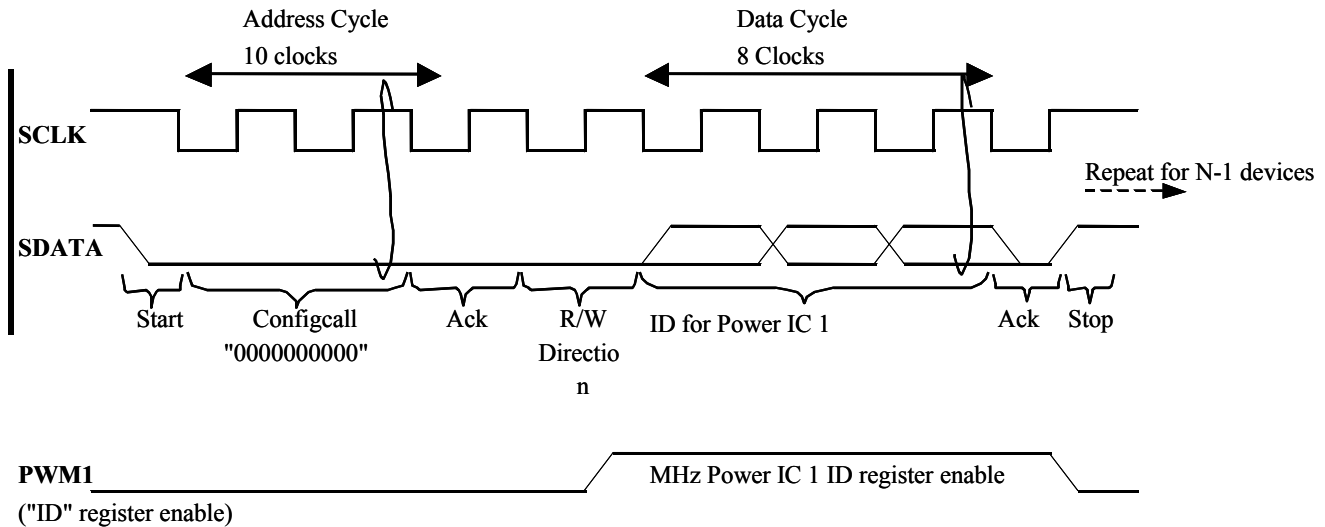 Address Cycle
10 clocks
Data Cycle
8 Clocks
SCLK
Repeat for N-1 devices
SDATA
Start
Configcall
"0000000000"
Ack
R/W
Directio
n
ID for Power IC 1
Ack
Stop
PWM1
("ID" register enable)
MHz Power IC 1 ID register enable